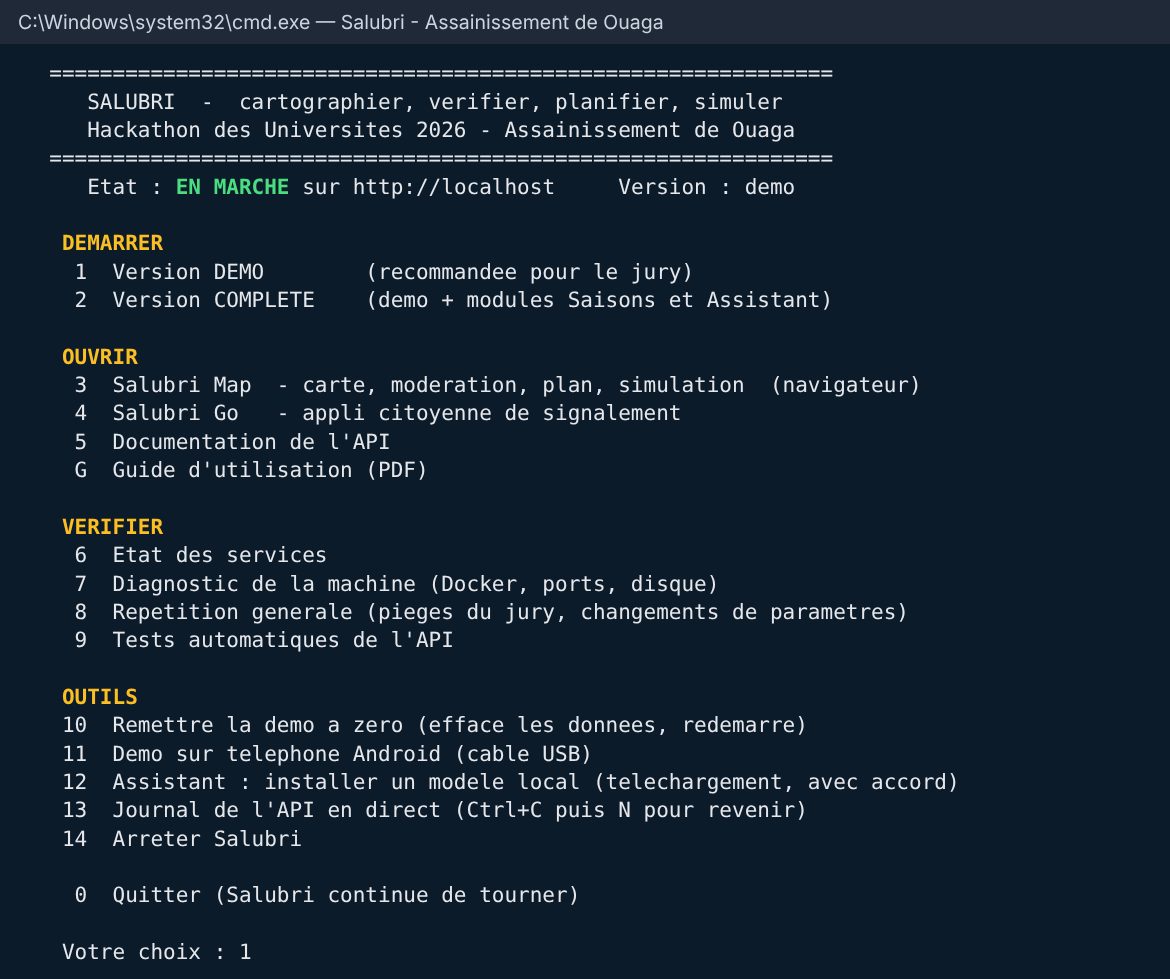 C:\Windows\system32\cmd.exe — Salubri - Assainissement de Ouaga
==============================================================
SALUBRI  -  cartographier, verifier, planifier, simuler
Hackathon des Universites 2026 - Assainissement de Ouaga
==============================================================
Etat : EN MARCHE sur http://localhost     Version : demo
DEMARRER
1  Version DEMO        (recommandee pour le jury)
2  Version COMPLETE    (demo + modules Saisons et Assistant)
OUVRIR
3  Salubri Map  - carte, moderation, plan, simulation  (navigateur)
4  Salubri Go   - appli citoyenne de signalement
5  Documentation de l'API
G  Guide d'utilisation (PDF)
VERIFIER
6  Etat des services
7  Diagnostic de la machine (Docker, ports, disque)
8  Repetition generale (pieges du jury, changements de parametres)
9  Tests automatiques de l'API
OUTILS
10  Remettre la demo a zero (efface les donnees, redemarre)
11  Demo sur telephone Android (cable USB)
12  Assistant : installer un modele local (telechargement, avec accord)
13  Journal de l'API en direct (Ctrl+C puis N pour revenir)
14  Arreter Salubri
0  Quitter (Salubri continue de tourner)
Votre choix : 1